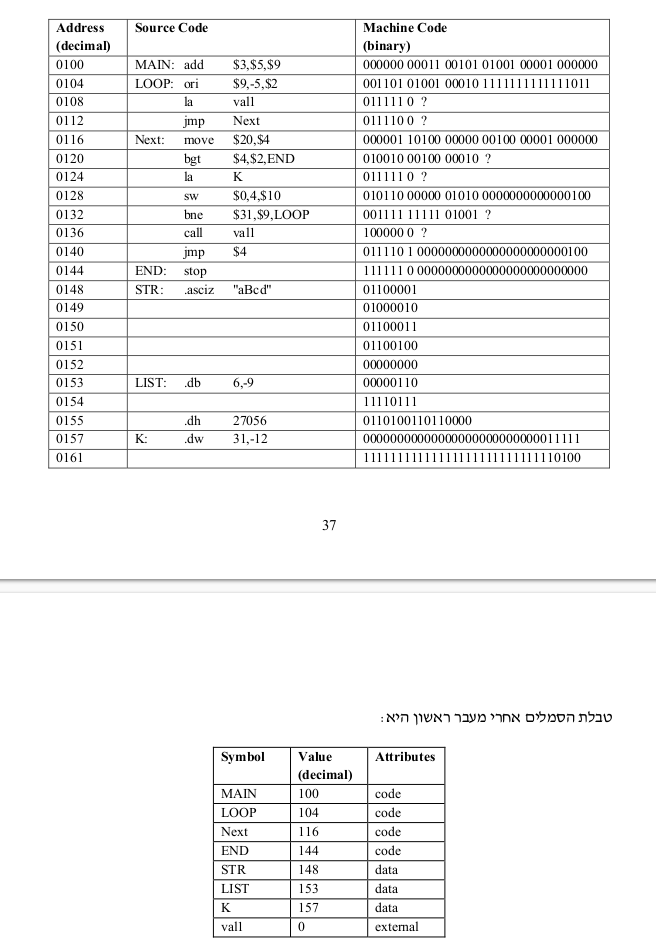 Address (decimal) Source Code Machine Code (binary)
0100 MAIN: add $3,$5,$9 000000 00011 00101 01001 00001 000000
0104 LOOP: ori $9,-5,$2 001101 01001 00010 1111111111111011
0108 la val1 011111 0 ?
0112 jmp Next 011110 0 ?
0116 Next: move $20,$4 000001 10100 00000 00100 00001 000000
0120 bgt $4,$2,END 010010 00100 00010 ?
0124 la K 011111 0 ?
0128 sw $0,4,$10 010110 00000 01010 0000000000000100
0132 bne $31,$9,LOOP 001111 11111 01001 ?
0136 call val1 100000 0 ?
0140 jmp $4 011110 1 0000000000000000000000100
0144 END: stop 111111 0 0000000000000000000000000
0148 STR: .asciz "aBcd" 01100001
0149 01000010
0150 01100011
0151 01100100
0152 00000000
0153 LIST: .db 6,-9 00000110
0154 11110111
0155 .dh 27056 0110100110110000
0157 K: .dw 31,-12 00000000000000000000000000011111
0161 11111111111111111111111111110100
37
טבלת הסמלים אחרי מעבר ראשון היא:
Symbol Value (decimal) Attributes
MAIN 100 code
LOOP 104 code
Next 116 code
END 144 code
STR 148 data
LIST 153 data
K 157 data
val1 0 external